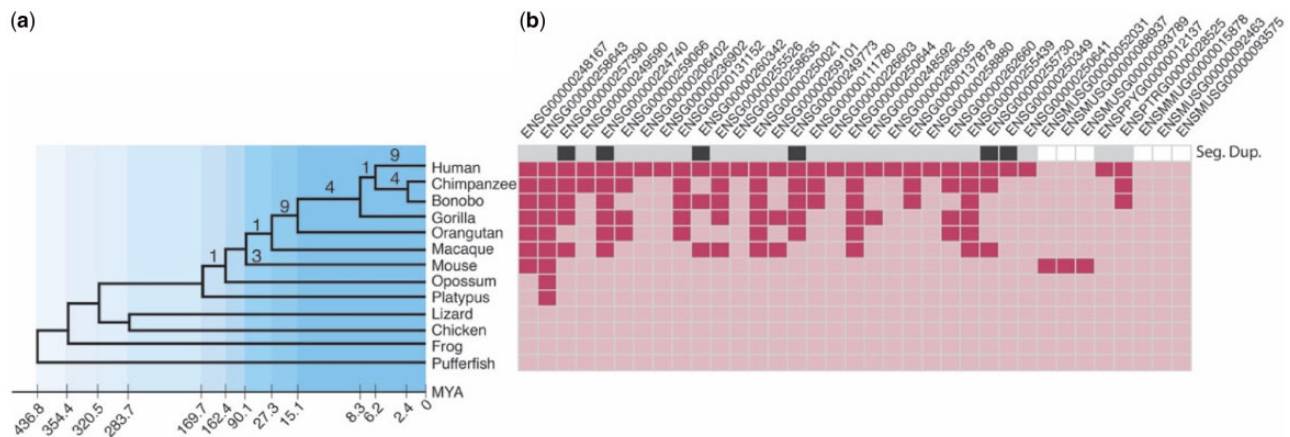 (a)
9
1
4
4
9
1
3
1
Human
Chimpanzee
Bonobo
Gorilla
Orangutan
Macaque
Mouse
Opossum
Platypus
Lizard
Chicken
Frog
Pufferfish
MYA
436.8
354.4
320.5
283.7
169.7
162.4
90.1
27.3
15.1
8.3
6.2
2.4
0
(b)
ENSG00000248167
ENSG00000258643
ENSG00000257390
ENSG00000249590
ENSG00000224740
ENSG00000259066
ENSG00000206402
ENSG00000236902
ENSG00000131152
ENSG00000260342
ENSG00000255526
ENSG00000258635
ENSG00000250021
ENSG00000259101
ENSG00000249773
ENSG00000111780
ENSG00000226603
ENSG00000250644
ENSG00000248592
ENSG00000269035
ENSG00000137878
ENSG00000258880
ENSG00000262660
ENSG00000255439
ENSG00000255730
ENSG00000250349
ENSG00000250641
ENSMUSG00000052031
ENSMUSG00000088937
ENSMUSG00000093789
ENSPPYG00000012137
ENSPTRG00000028525
ENSMMUG00000015878
ENSMUSG00000092463
ENSMUSG00000093575
Seg. Dup.